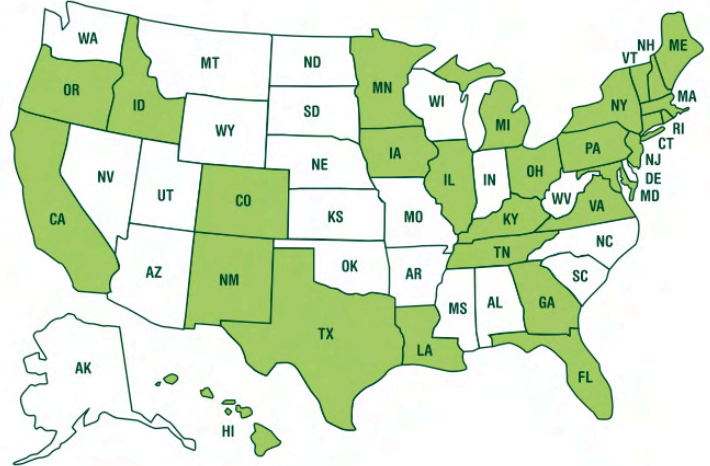 WA
MT
ND
MN
OR
ID
SD
WI
MI
WY
NE
IA
NV
UT
CO
KS
MO
IL
IN
OH
KY
WV
VA
PA
NY
VT
NH
ME
MA
RI
CT
NJ
DE
MD
CA
AZ
NM
OK
AR
TN
NC
SC
TX
LA
MS
AL
GA
FL
AK
HI